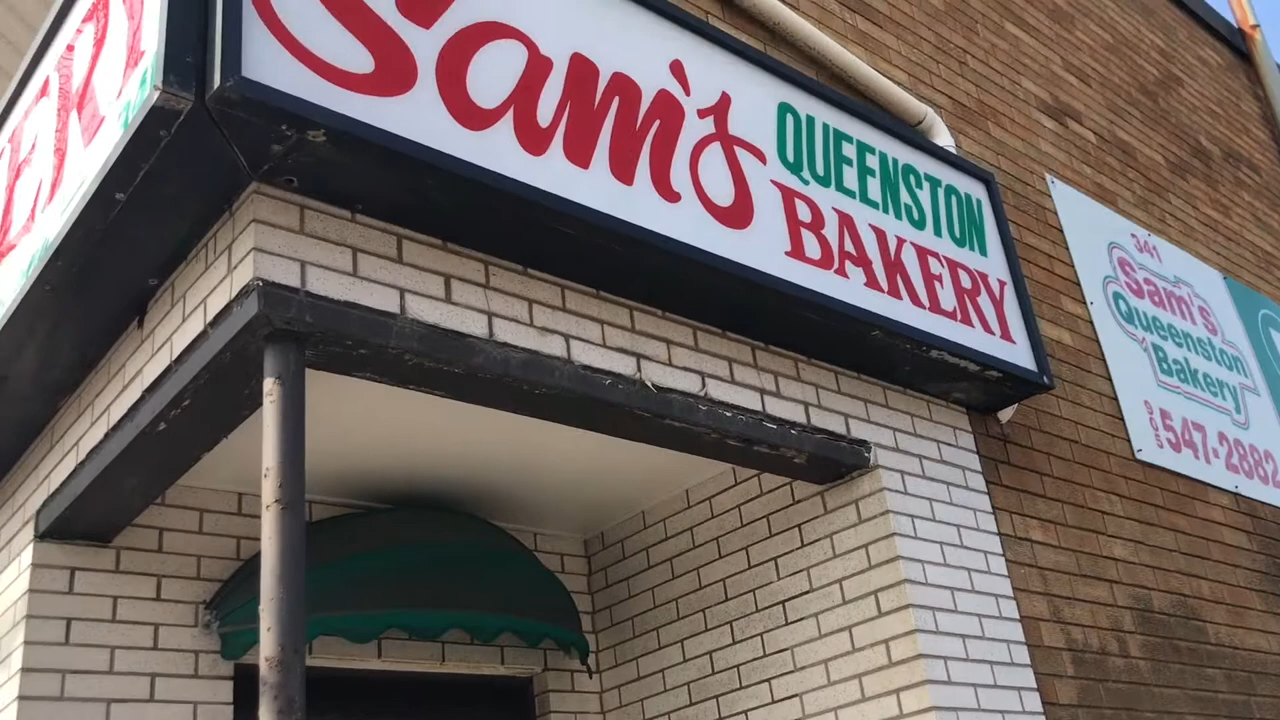 Sam's
QUEENSTON
BAKERY
341
Sam's
Queenston
Bakery
905 547-2882